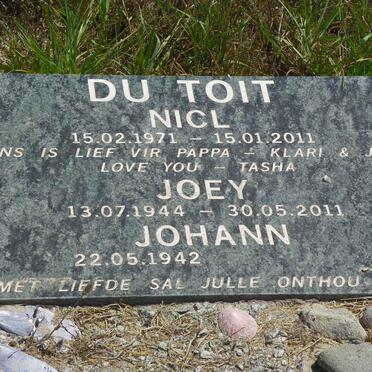 DU TOIT
NICL
15.02.1971 – 15.01.2011
NS IS LIEF VIR PAPPA – KLARI & J
LOVE YOU – TASHA
JOEY
13.07.1944 – 30.05.2011
JOHANN
22.05.1942
MET LIEFDE SAL JULLE ONTHOU